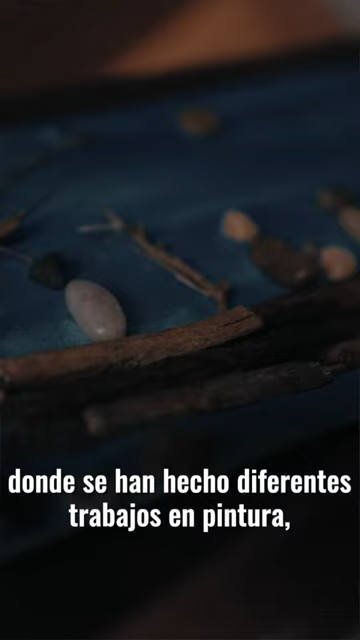 donde se han hecho diferentes
trabajos en pintura,